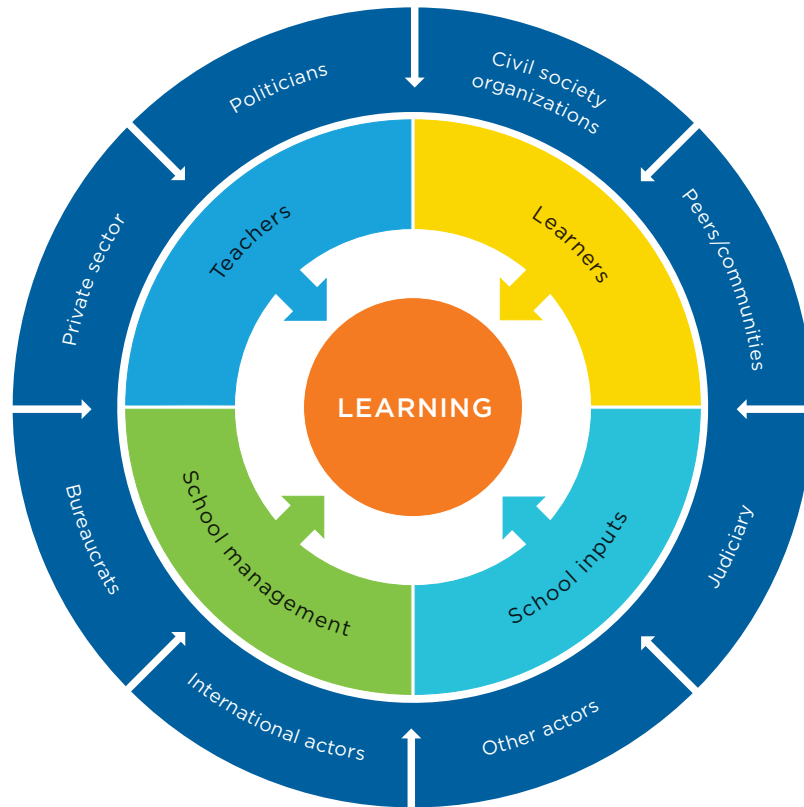 Politicians
Civil society
organizations
Private sector
Teachers
Learners
Peers/communities
LEARNING
Bureaucrats
School management
School inputs
Judiciary
International actors
Other actors